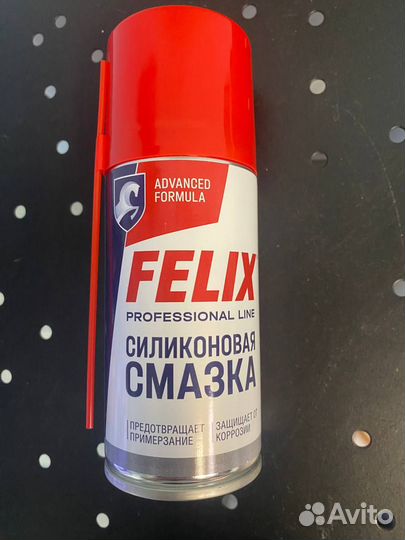 ADVANCED
FORMULA
FELIX
PROFESSIONAL LINE
СИЛИКОНОВАЯ
СМАЗКА
ПРЕДОТВРАЩАЕТ
ПРИМЕРЗАНИЕ
ЗАЩИЩАЕТ ОТ
КОРРОЗИИ
Avito